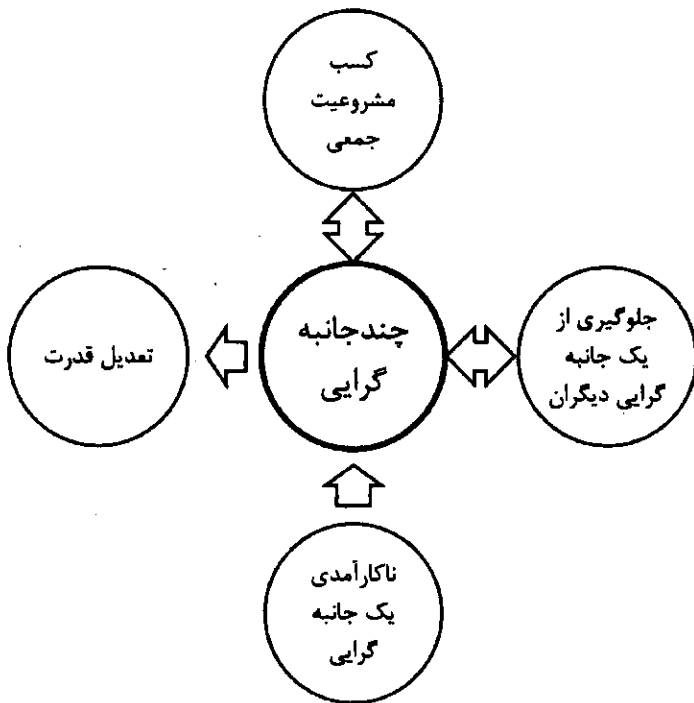 کسب
مشروعیت
جمعی
چندجانبه
گرایی
تعدیل قدرت
جلوگیری از
یک جانبه
گرایی دیگران
ناکارآمدی
یک جانبه
گرایی